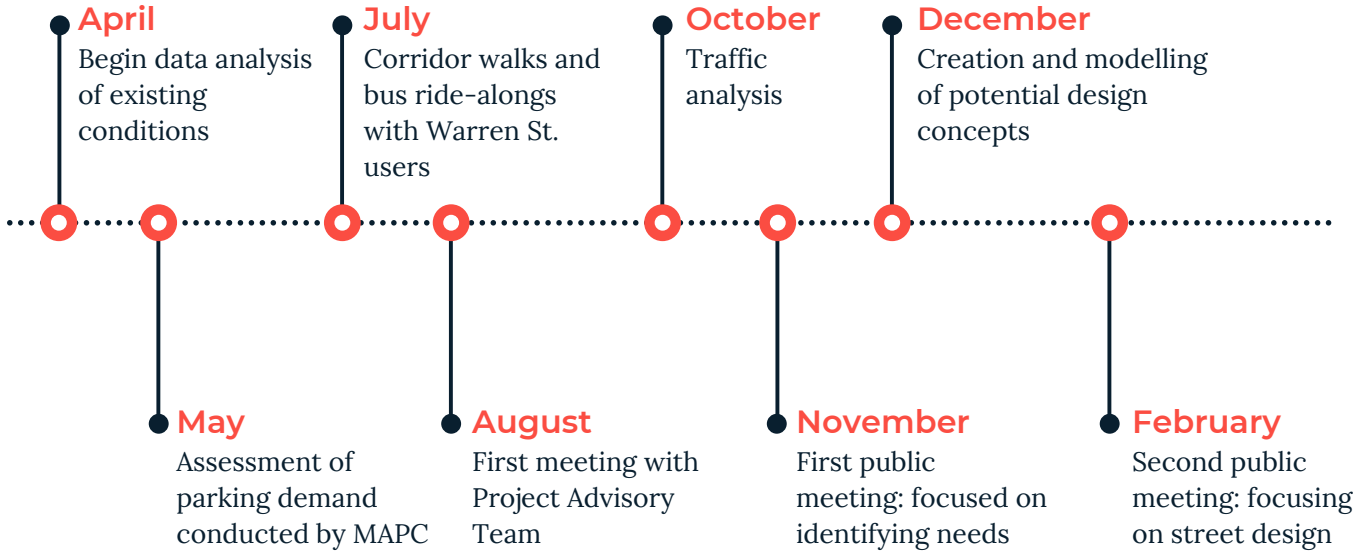 April
Begin data analysis
of existing
conditions
July
Corridor walks and
bus ride-alongs
with Warren St.
users
October
Traffic
analysis
December
Creation and modelling
of potential design
concepts
May
Assessment of
parking demand
conducted by MAPC
August
First meeting with
Project Advisory
Team
November
First public
meeting: focused on
identifying needs
February
Second public
meeting: focusing
on street design